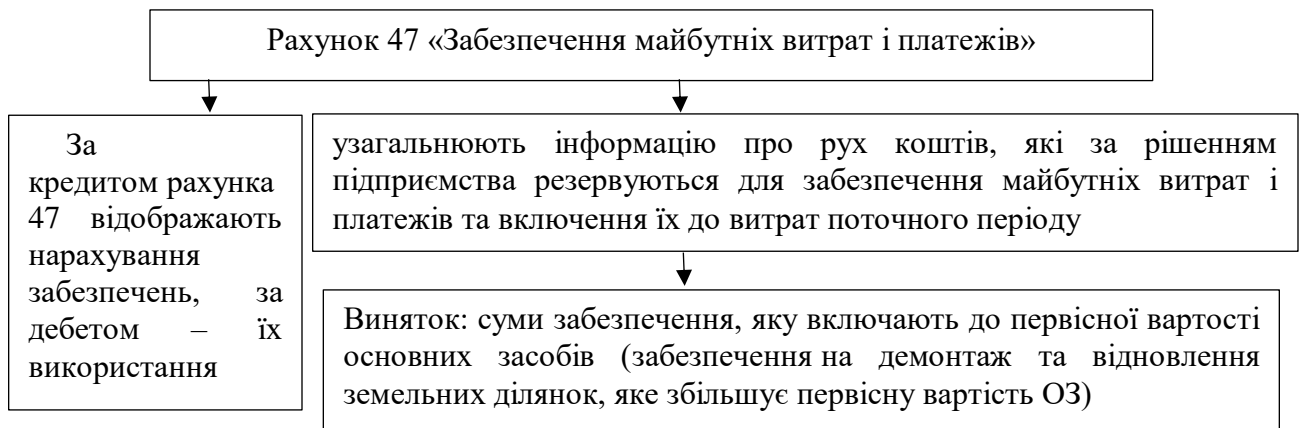 Рахунок 47 «Забезпечення майбутніх витрат і платежів»
За
кредитом рахунка
47 відображають
нарахування
забезпечень, за
дебетом – їх
використання
узагальнюють інформацію про рух коштів, які за рішенням
підприємства резервуються для забезпечення майбутніх витрат і
платежів та включення їх до витрат поточного періоду
Виняток: суми забезпечення, яку включають до первісної вартості
основних засобів (забезпечення на демонтаж та відновлення
земельних ділянок, яке збільшує первісну вартість ОЗ)